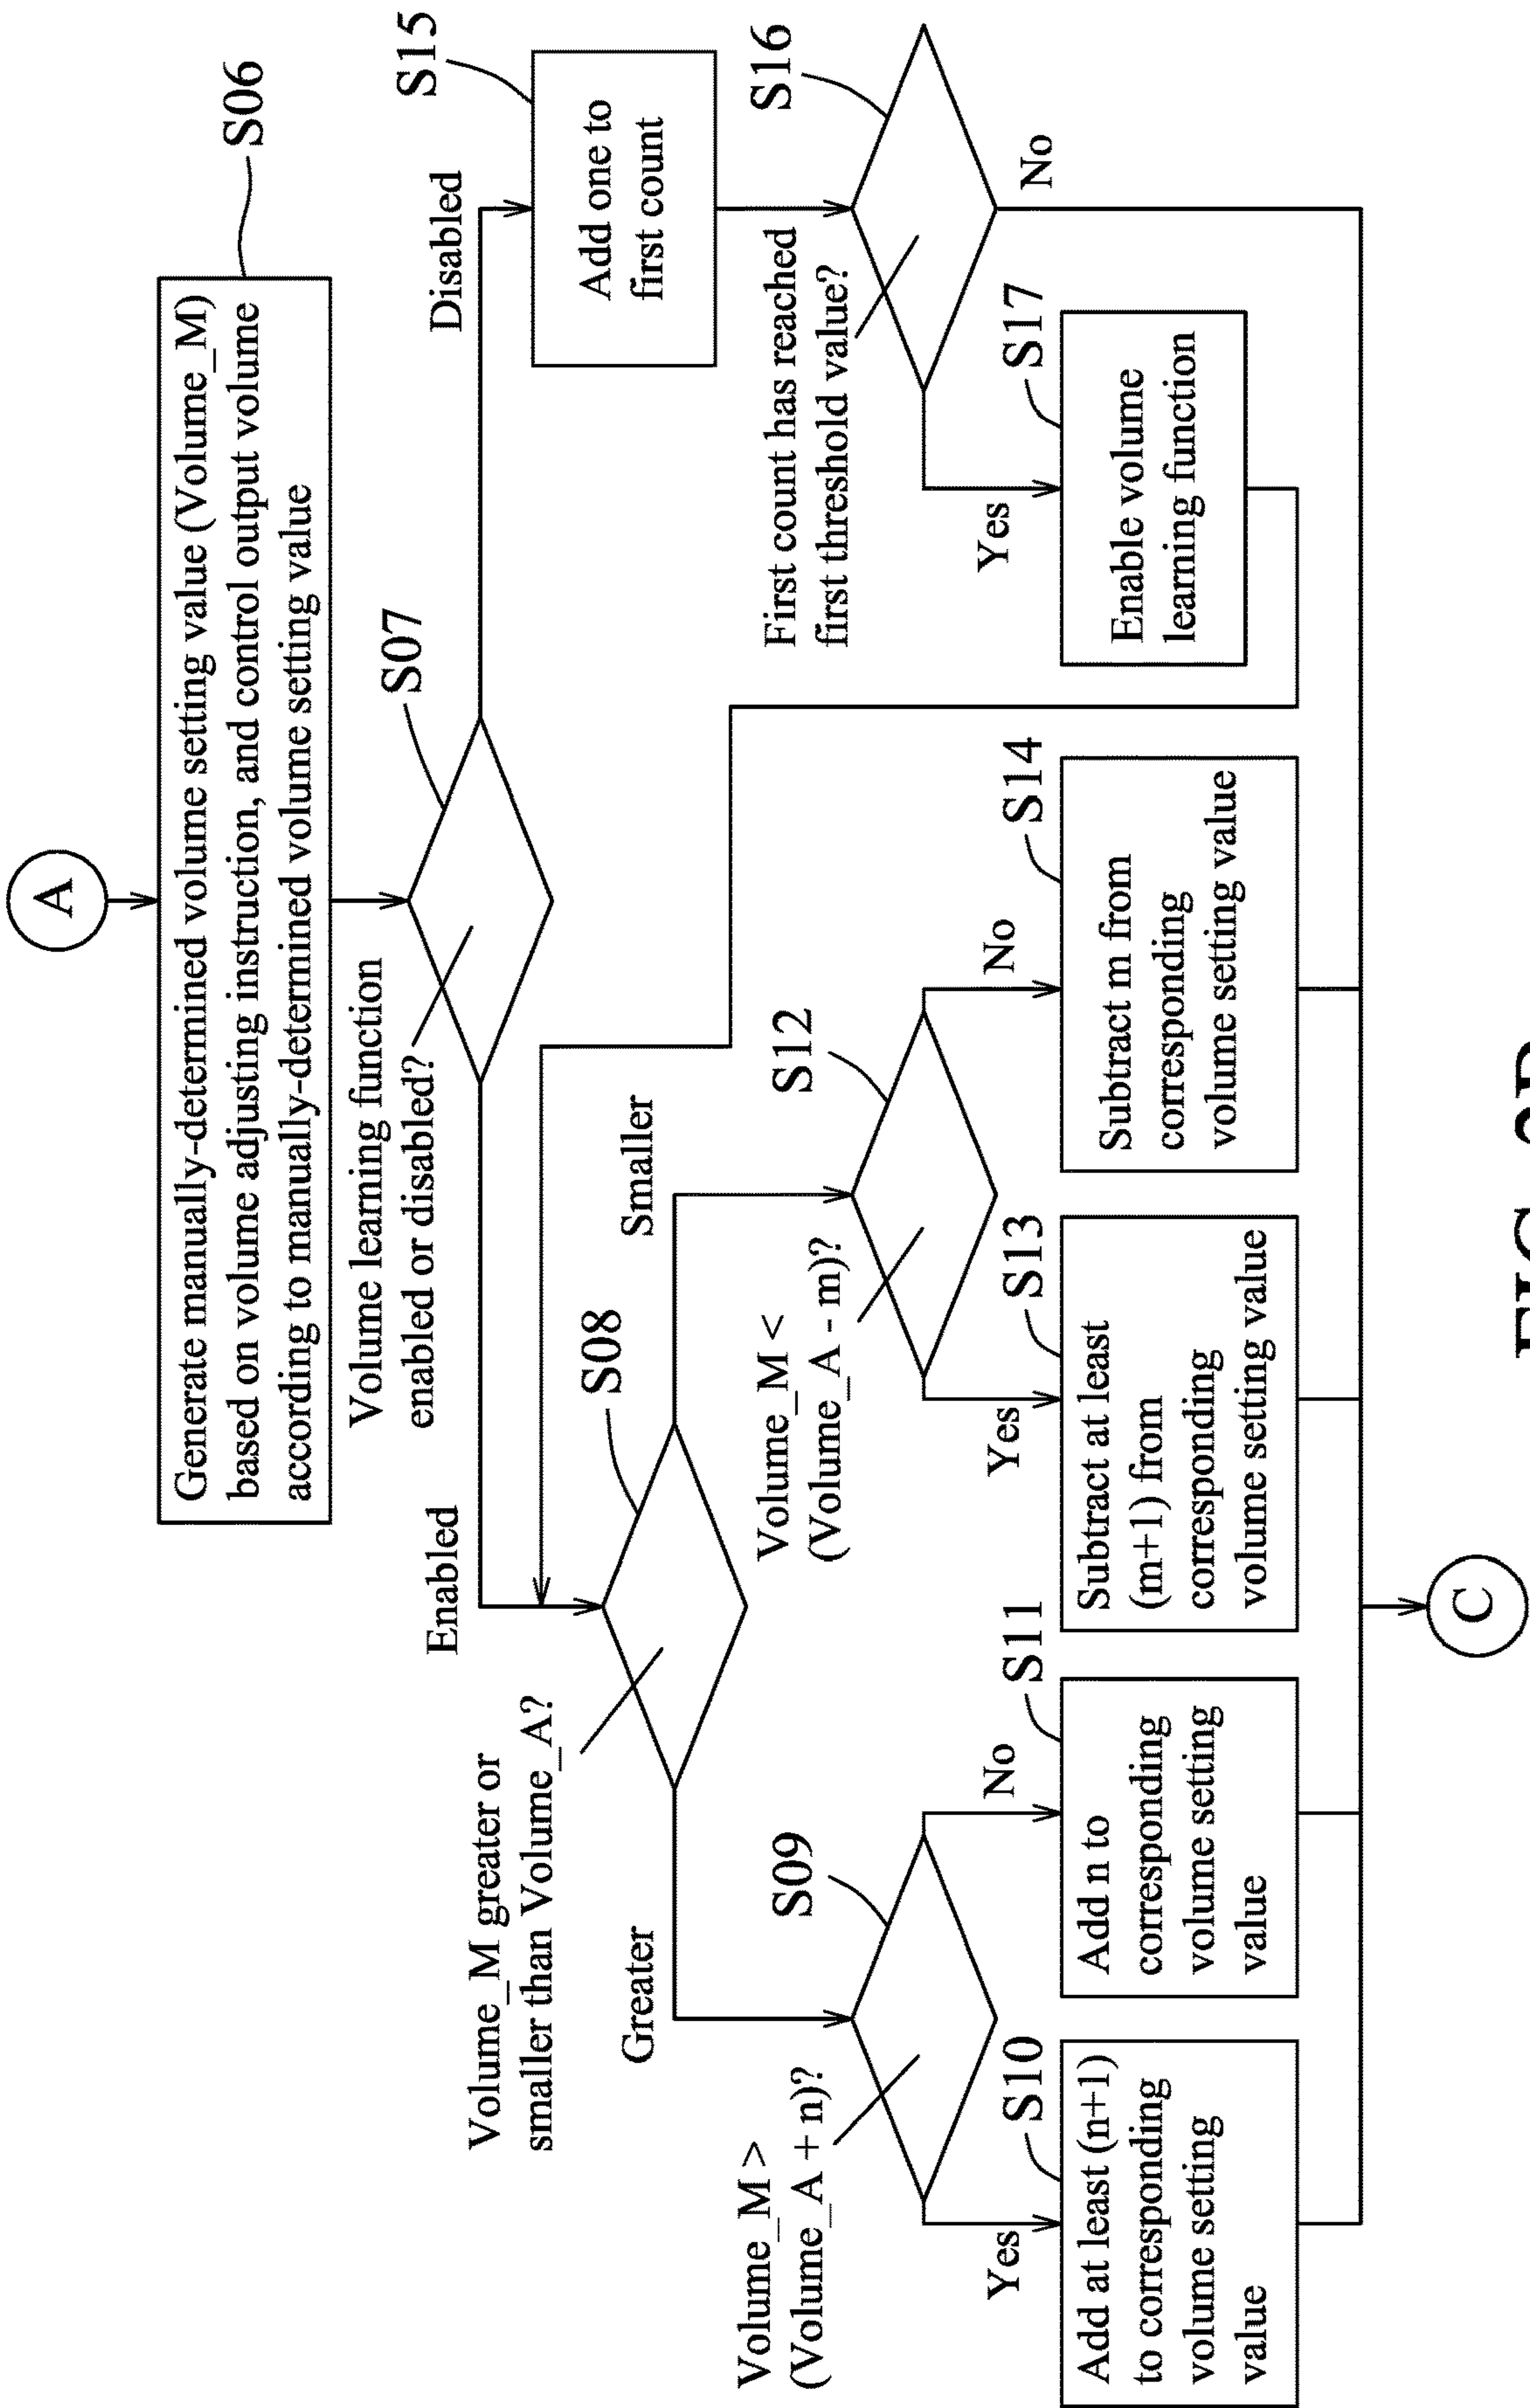 A
Generate manually-determined volume setting value (Volume_M)
based on volume adjusting instruction, and control output volume
according to manually-determined volume setting value
S06
Volume learning function
enabled or disabled?
S07
Enabled
Disabled
Volume_M greater or
smaller than Volume_A?
S08
Add one to
first count
S15
Greater
Smaller
Volume_M >
(Volume_A + n)?
S09
Volume_M <
(Volume_A - m)?
S12
First count has reached
first threshold value?
S16
Yes
No
Yes
No
Yes
No
Add at least (n+1)
to corresponding
volume setting
value
S10
Add n to
corresponding
volume setting
value
S11
Subtract at least
(m+1) from
corresponding
volume setting value
S13
Subtract m from
corresponding
volume setting value
S14
Enable volume
learning function
S17
C